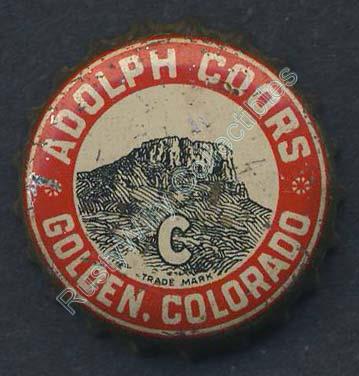 ADOLPH COORS
C
TRADE MARK
GOLDEN, COLORADO